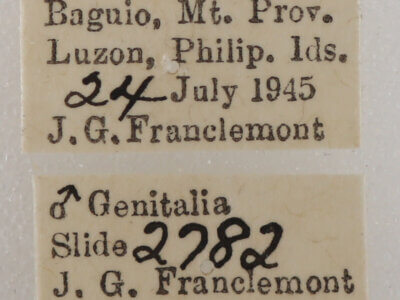 Baguio, Mt. Prov.
Luzon, Philip. Ids.
24 July 1945
J. G. Franclemont
♂ Genitalia
Slide 2782
J. G. Franclemont